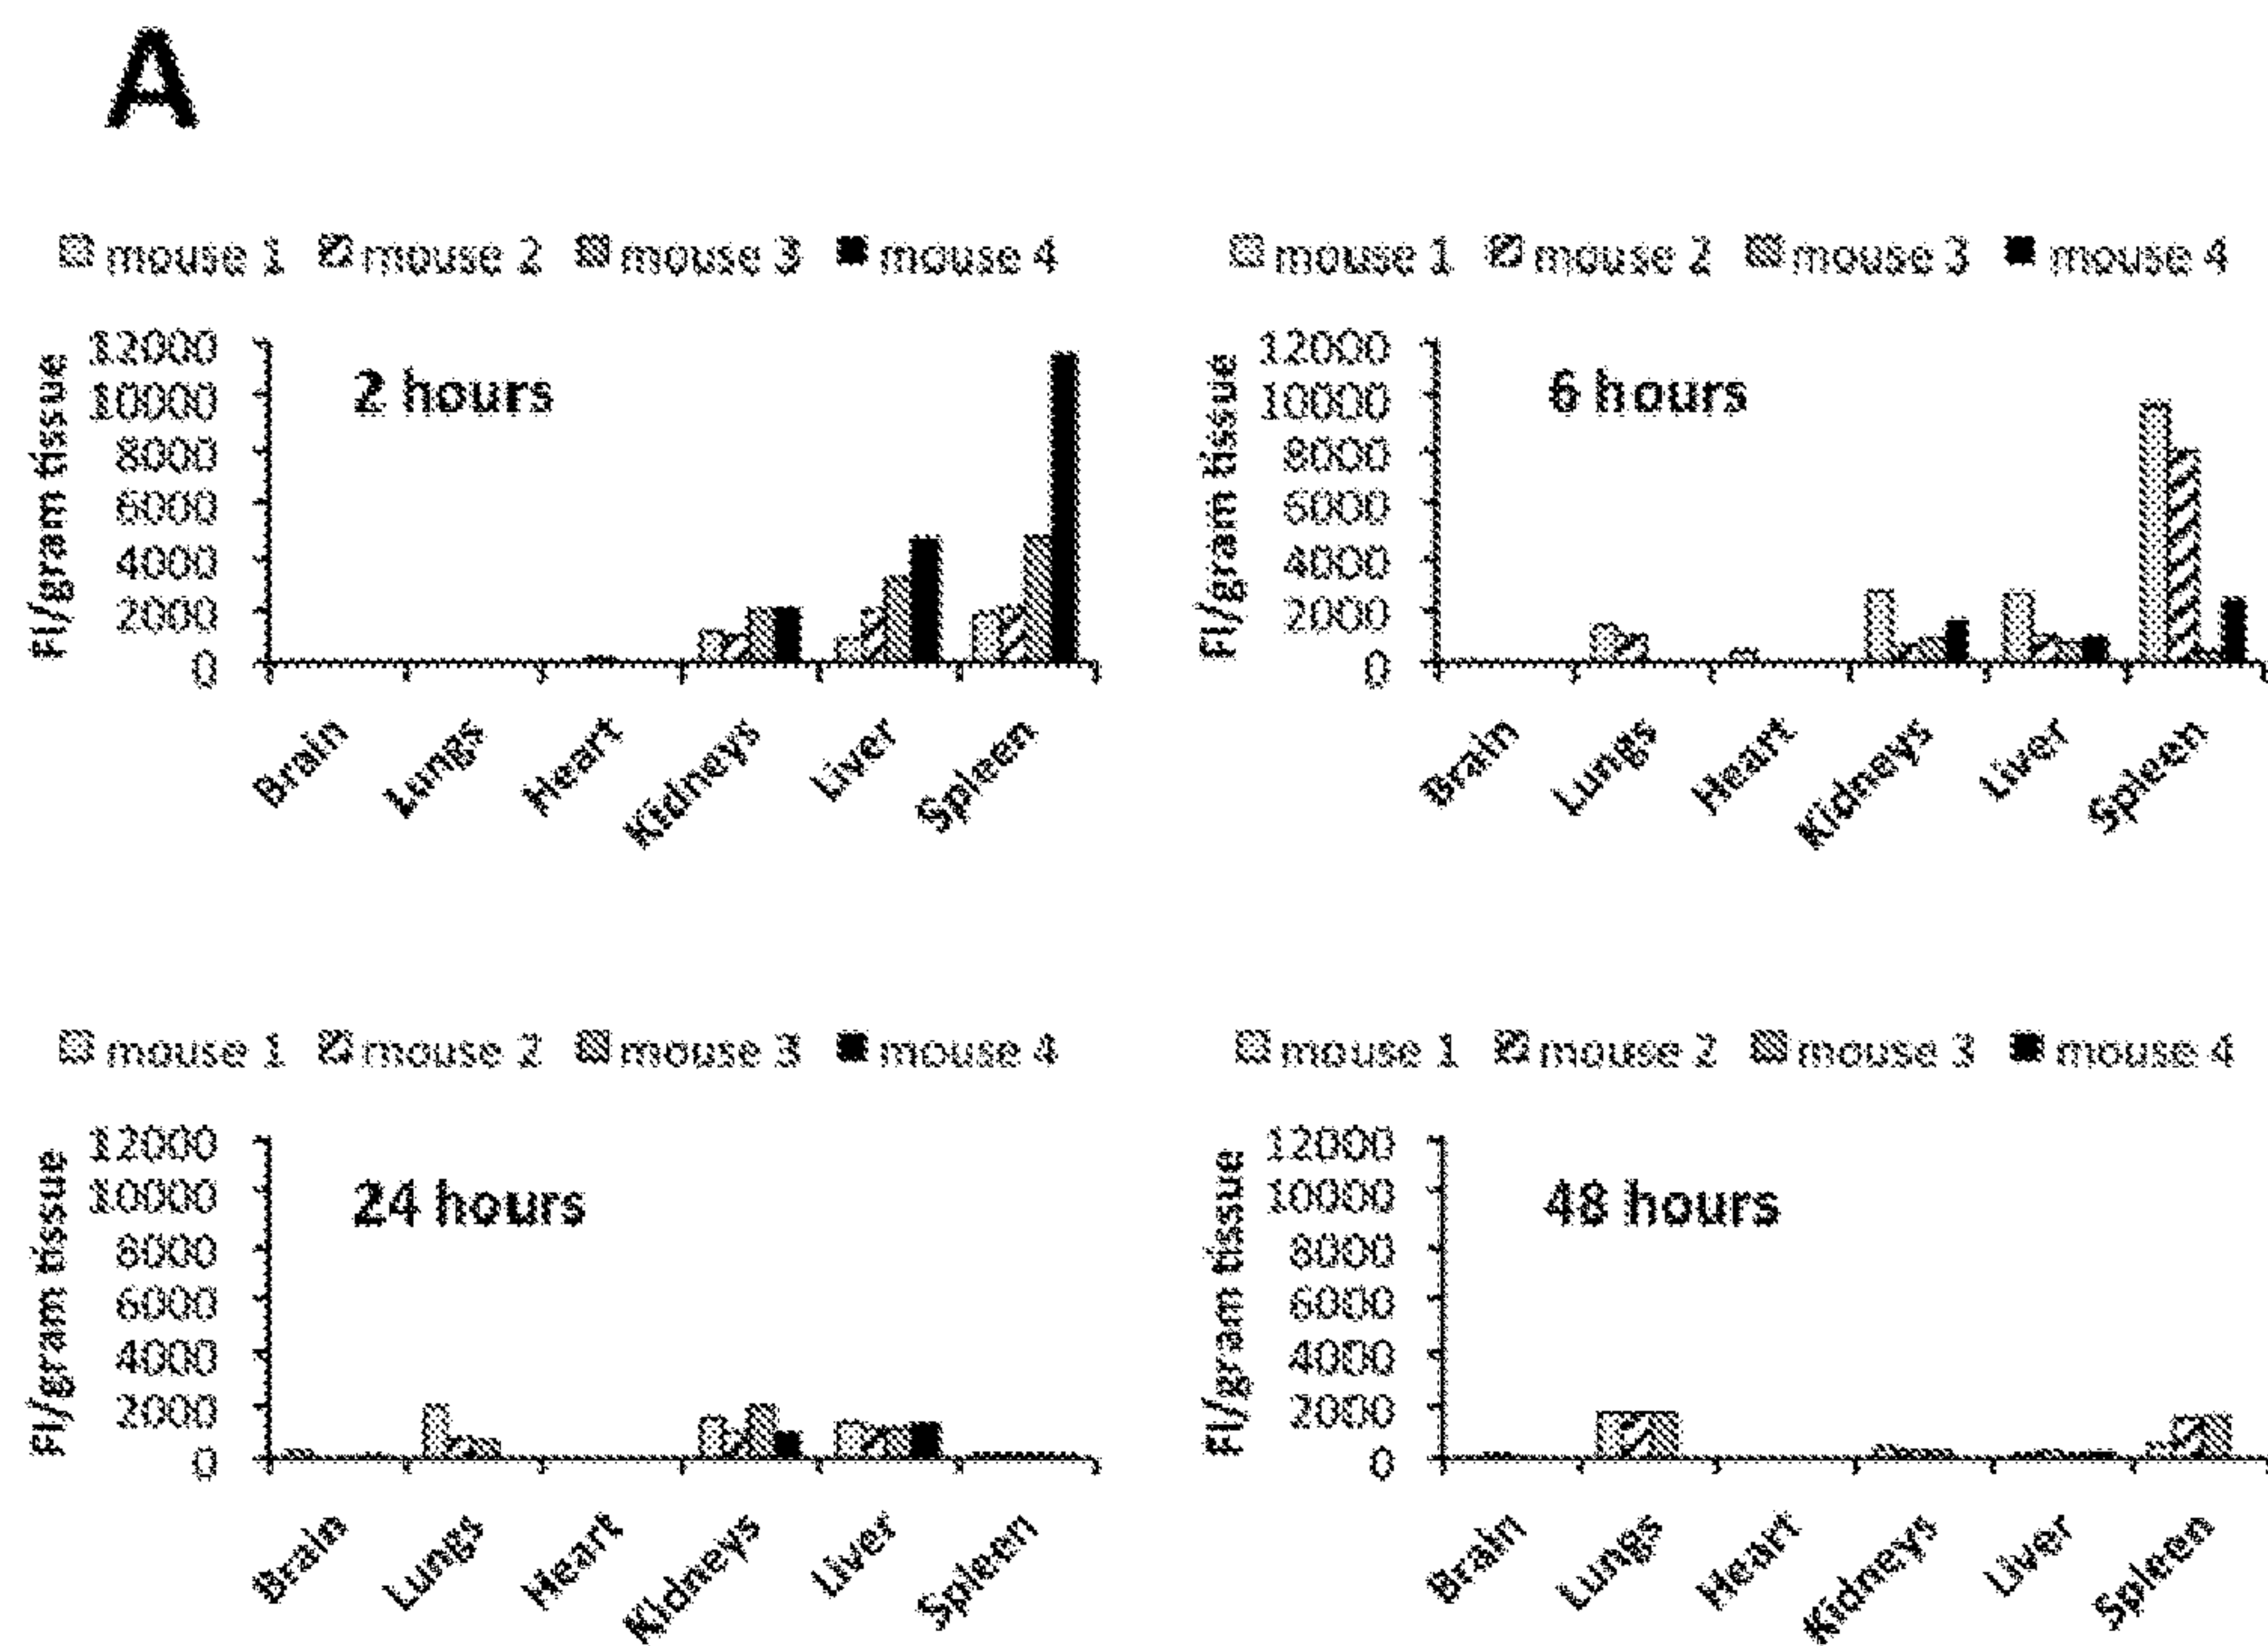 A
mouse 1 mouse 2 mouse 3 mouse 4
FI/gram tissue
12000
10000
8000
6000
4000
2000
0
2 hours
Brain Lungs Heart Kidneys Liver Spleen
mouse 1 mouse 2 mouse 3 mouse 4
FI/gram tissue
12000
10000
8000
6000
4000
2000
0
6 hours
Brain Lungs Heart Kidneys Liver Spleen
mouse 1 mouse 2 mouse 3 mouse 4
FI/gram tissue
12000
10000
8000
6000
4000
2000
0
24 hours
Brain Lungs Heart Kidneys Liver Spleen
mouse 1 mouse 2 mouse 3 mouse 4
FI/gram tissue
12000
10000
8000
6000
4000
2000
0
48 hours
Brain Lungs Heart Kidneys Liver Spleen